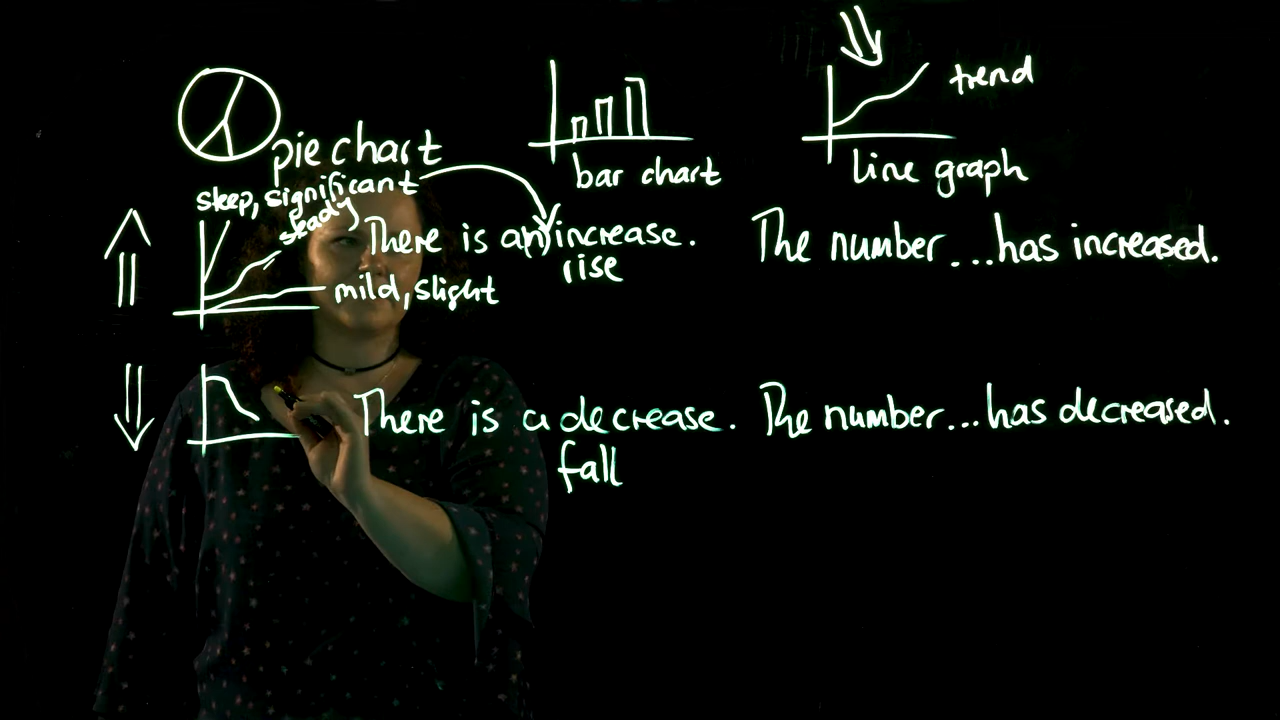 trend
pie chart
bar chart
line graph
steep, significant
steady
There is a(n) increase.
The number ... has increased.
rise
mild, slight
There is a decrease.
The number ... has decreased.
fall